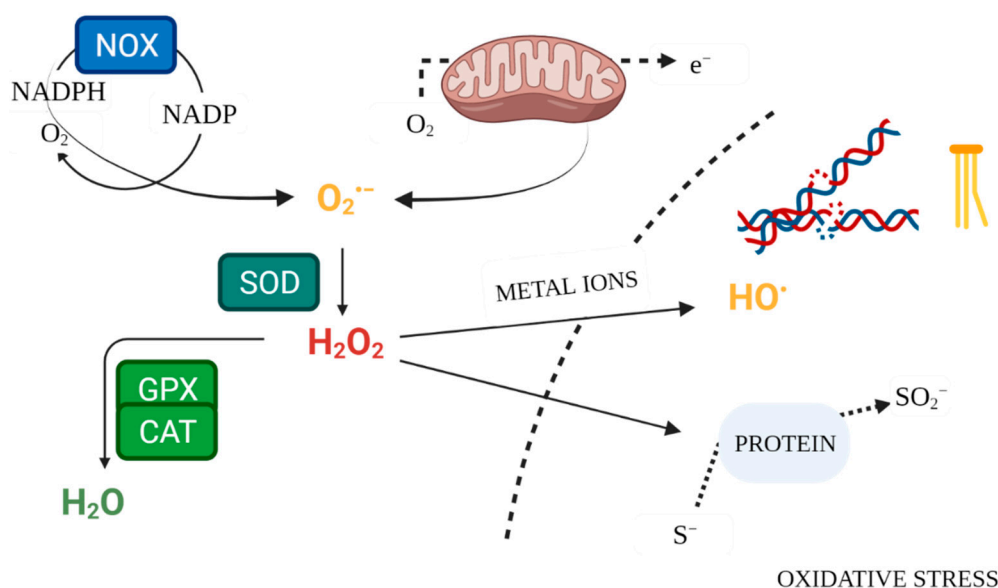 NOX
NADPH
NADP
O₂
O₂
e⁻
O₂•⁻
SOD
METAL IONS
HO•
H₂O₂
GPX
CAT
SO₂⁻
PROTEIN
H₂O
S⁻
OXIDATIVE STRESS